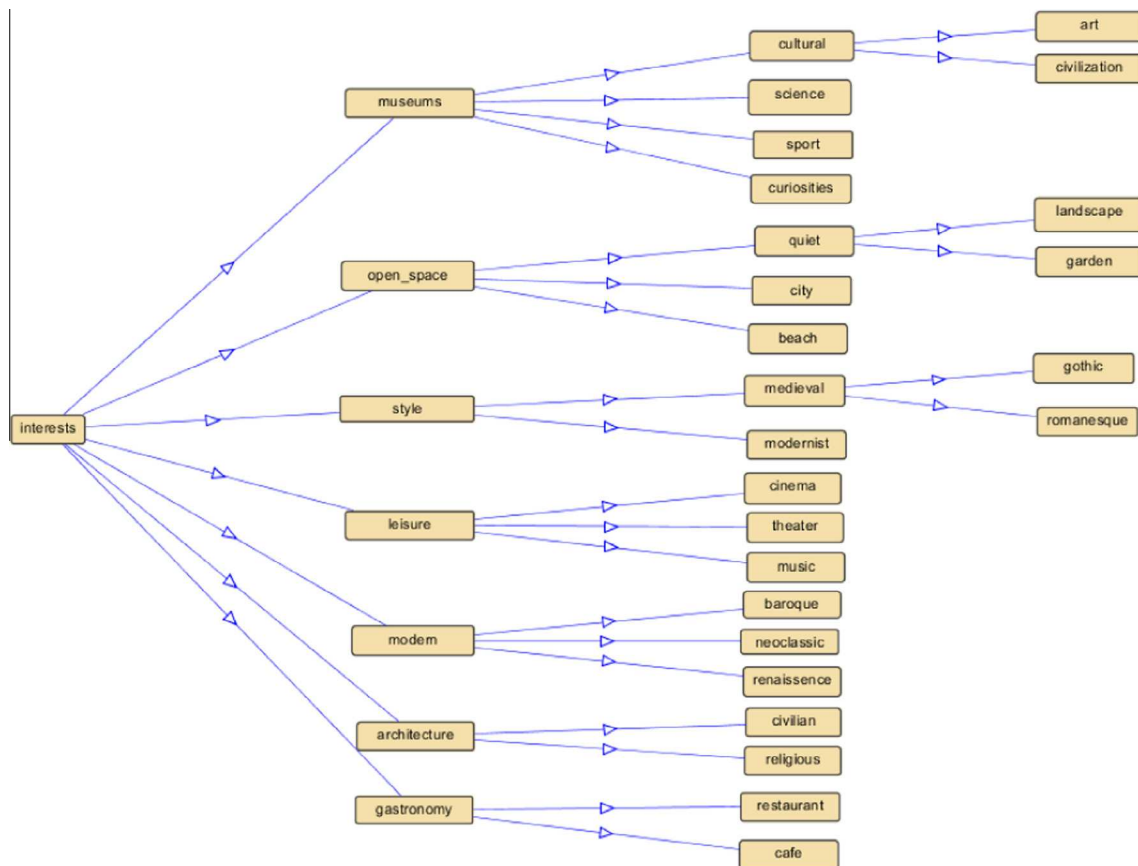 interests
museums
cultural
art
civilization
science
sport
curiosities
open_space
quiet
landscape
garden
city
beach
style
medieval
gothic
romanesque
modernist
leisure
cinema
theater
music
modern
baroque
neoclassic
renaissence
architecture
civilian
religious
gastronomy
restaurant
cafe